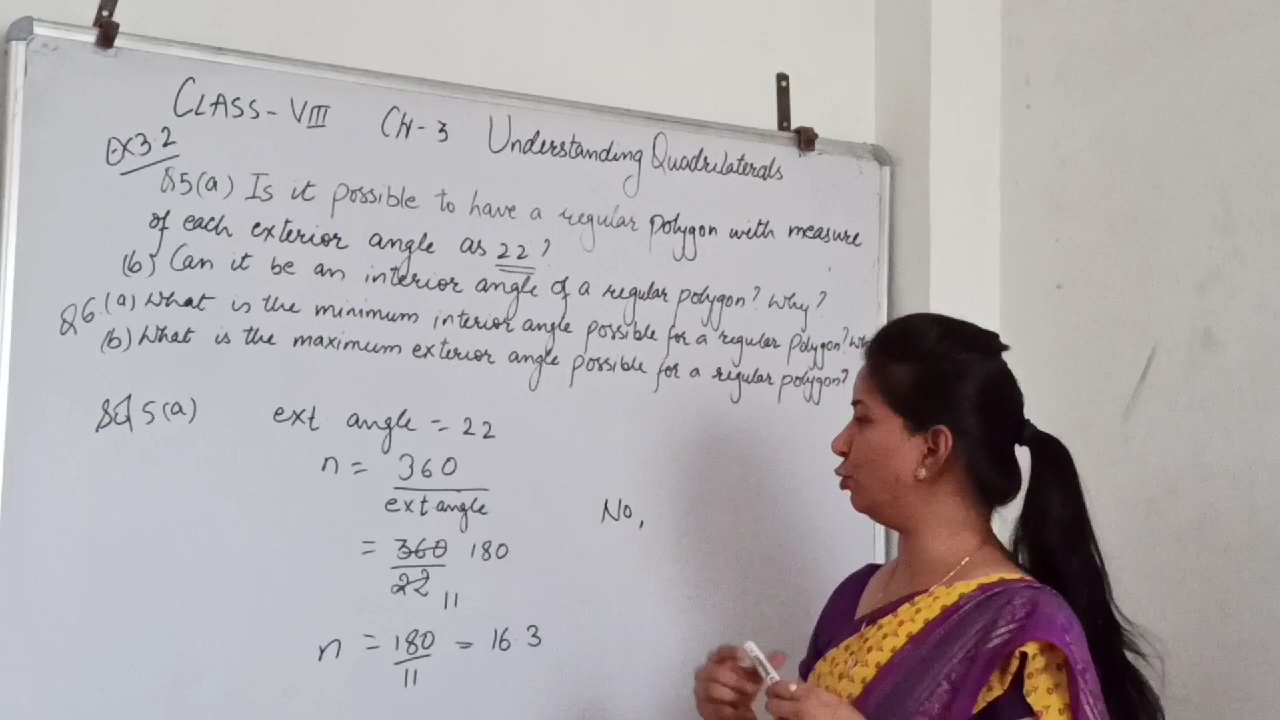 CLASS-VIII CH-3 Understanding Quadrilaterals
EX 3.2
Q5(a) Is it possible to have a regular polygon with measure
of each exterior angle as 22?
(b) Can it be an interior angle of a regular polygon? Why?
Q6. (a) What is the minimum interior angle possible for a regular polygon?
(b) What is the maximum exterior angle possible for a regular polygon?
Sol 5(a) ext angle = 22
n = 360
ext angle
No,
= 360 180
22 11
n = 180 = 16 3
11